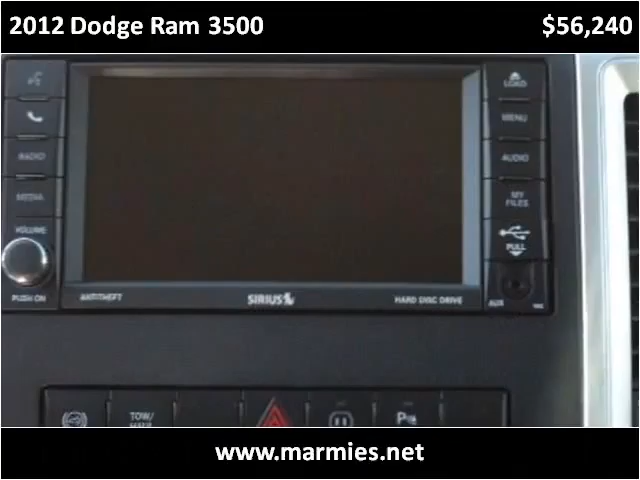 2012 Dodge Ram 3500 $56,240
LOAD
MENU
RADIO
AUDIO
MEDIA
MY
FILES
VOLUME
PULL
PUSH ON
ANTITHEFT
SIRIUS
HARD DISC DRIVE
AUX
TOW/
HAUL
P
www.marmies.net